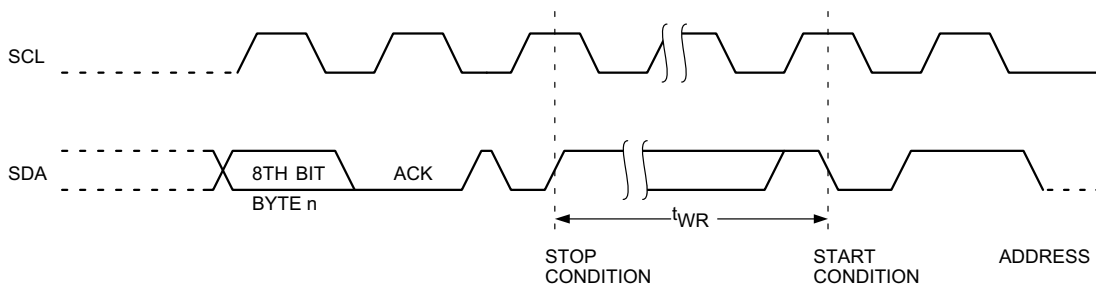 SCL
SDA
8TH BIT
BYTE n
ACK
tWR
STOP
CONDITION
START
CONDITION
ADDRESS